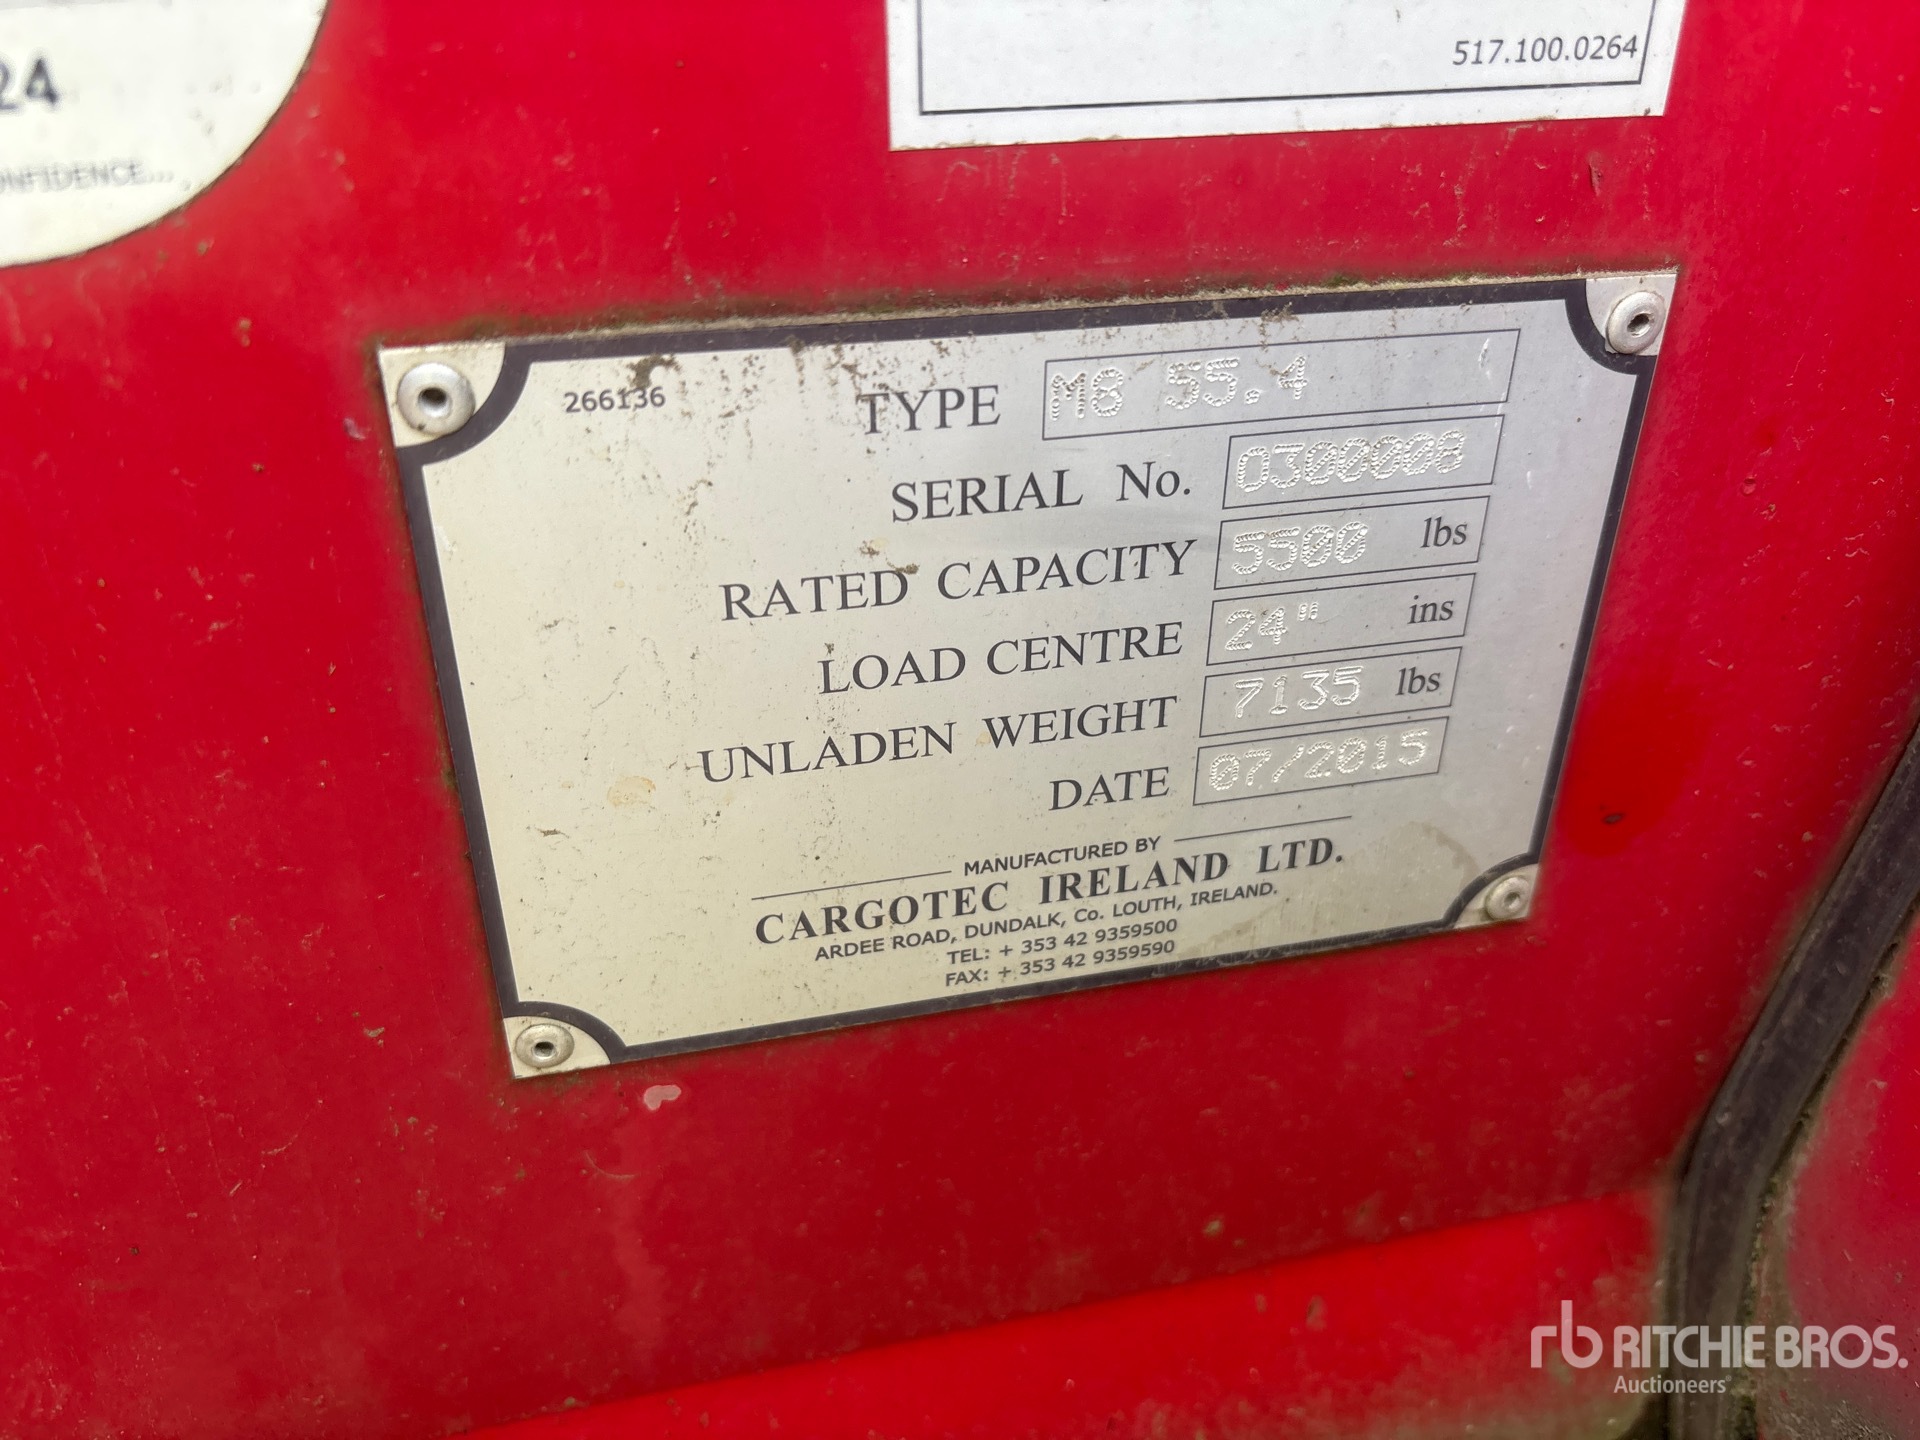 24
517.100.0264
ONFIDENCE...
266136
TYPE M8 55.4
SERIAL No. 0300008
RATED CAPACITY 5500 lbs
LOAD CENTRE 24" ins
UNLADEN WEIGHT 7135 lbs
DATE 07/2015
MANUFACTURED BY
CARGOTEC IRELAND LTD.
ARDEE ROAD, DUNDALK, Co. LOUTH, IRELAND.
TEL: + 353 42 9359500
FAX: + 353 42 9359590
rb RITCHIE BROS.
Auctioneers